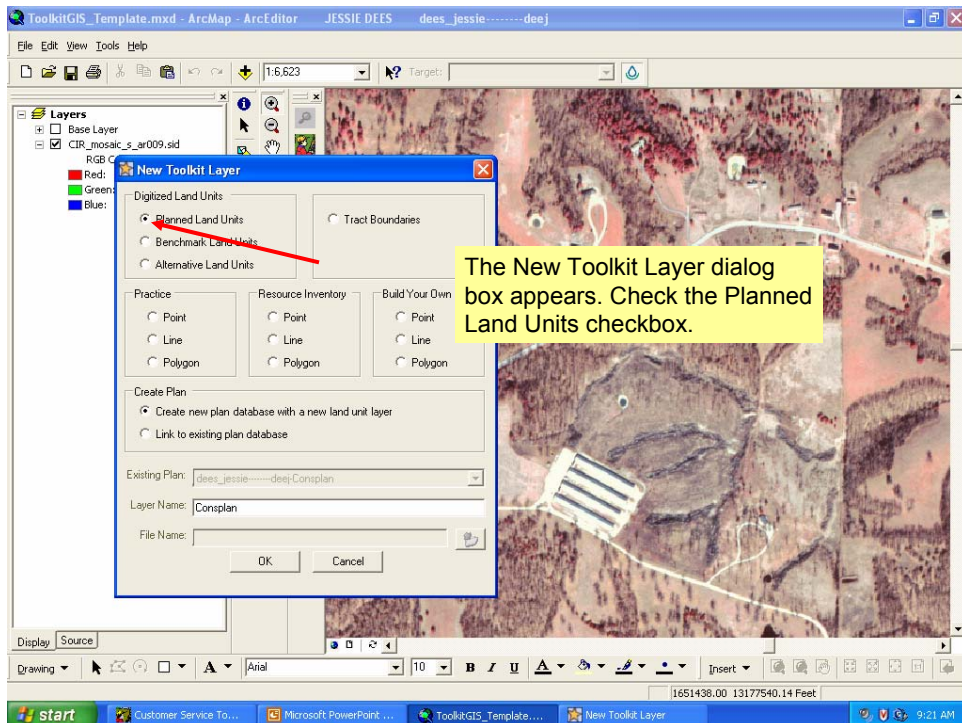 ToolkitGIS_Template.mxd - ArcMap - ArcEditor JESSIE DEES dees_jessie--------deej
File Edit View Tools Help
1:6,623
Target:
Layers
Base Layer
CIR_mosaic_s_ar009.sid
RGB C
Red:
Green:
Blue:
New Toolkit Layer
Digitized Land Units
Planned Land Units
Tract Boundaries
Benchmark Land Units
Alternative Land Units
The New Toolkit Layer dialog
box appears. Check the Planned
Land Units checkbox.
Practice
Resource Inventory
Build Your Own
Point
Point
Point
Line
Line
Line
Polygon
Polygon
Polygon
Create Plan
Create new plan database with a new land unit layer
Link to existing plan database
Existing Plan: dees_jessie--------deej-Consplan
Layer Name: Consplan
File Name:
OK
Cancel
Display Source
Drawing A Arial 10 B I U A Insert
1651438.00 13177540.14 Feet
start Customer Service To... Microsoft PowerPoint ... ToolkitGIS_Template.... New Toolkit Layer 9:21 AM